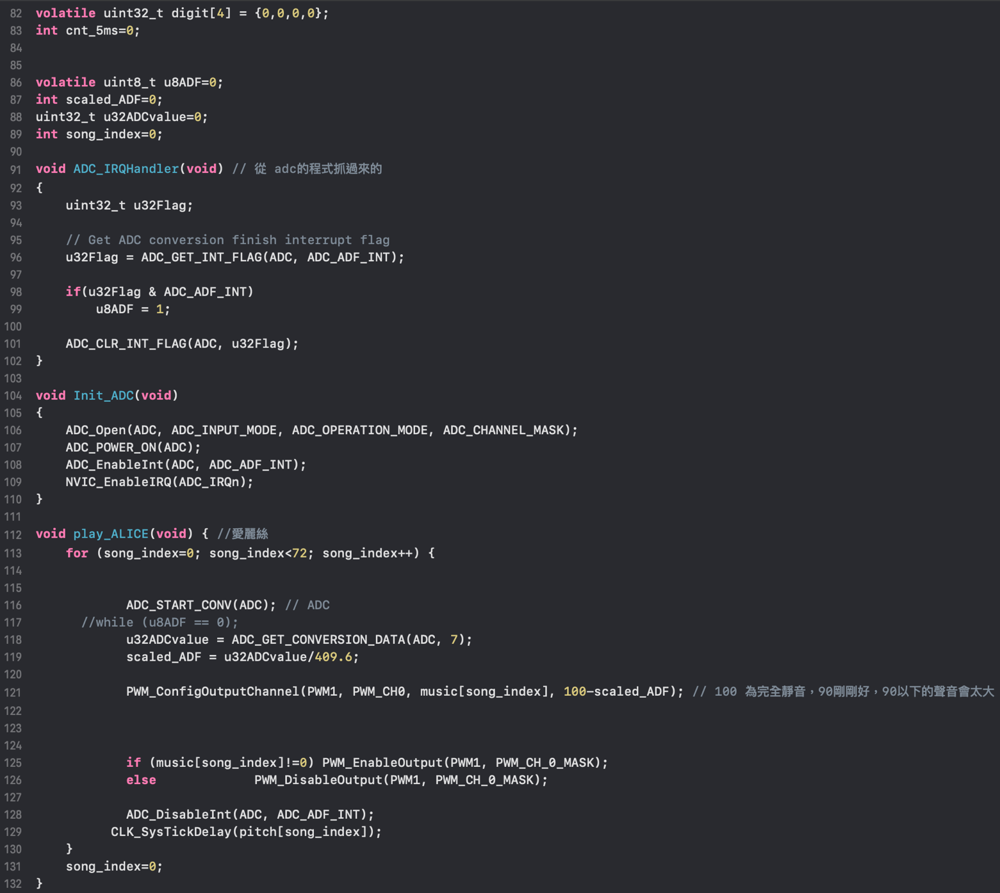 82 volatile uint32_t digit[4] = {0,0,0,0};
83 int cnt_5ms=0;
84
85
86 volatile uint8_t u8ADF=0;
87 int scaled_ADF=0;
88 uint32_t u32ADCvalue=0;
89 int song_index=0;
90
91 void ADC_IRQHandler(void) // 從 adc的程式抓過來的
92 {
93     uint32_t u32Flag;
94
95     // Get ADC conversion finish interrupt flag
96     u32Flag = ADC_GET_INT_FLAG(ADC, ADC_ADF_INT);
97
98     if(u32Flag & ADC_ADF_INT)
99         u8ADF = 1;
100
101     ADC_CLR_INT_FLAG(ADC, u32Flag);
102 }
103
104 void Init_ADC(void)
105 {
106     ADC_Open(ADC, ADC_INPUT_MODE, ADC_OPERATION_MODE, ADC_CHANNEL_MASK);
107     ADC_POWER_ON(ADC);
108     ADC_EnableInt(ADC, ADC_ADF_INT);
109     NVIC_EnableIRQ(ADC_IRQn);
110 }
111
112 void play_ALICE(void) { //愛麗絲
113     for (song_index=0; song_index<72; song_index++) {
114
115
116             ADC_START_CONV(ADC); // ADC
117       //while (u8ADF == 0);
118             u32ADCvalue = ADC_GET_CONVERSION_DATA(ADC, 7);
119             scaled_ADF = u32ADCvalue/409.6;
120
121             PWM_ConfigOutputChannel(PWM1, PWM_CH0, music[song_index], 100-scaled_ADF); // 100 為完全靜音，90剛剛好，90以下的聲音會太大
122
123
124
125             if (music[song_index]!=0) PWM_EnableOutput(PWM1, PWM_CH_0_MASK);
126             else             PWM_DisableOutput(PWM1, PWM_CH_0_MASK);
127
128             ADC_DisableInt(ADC, ADC_ADF_INT);
129           CLK_SysTickDelay(pitch[song_index]);
130     }
131     song_index=0;
132 }